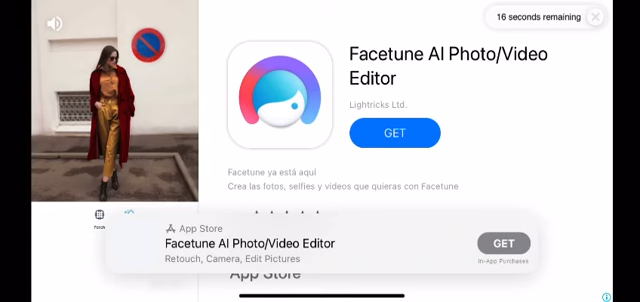 16 seconds remaining
Facetune AI Photo/Video
Editor
Lightricks Ltd.
GET
Facetune ya está aquí
Crea las fotos, selfies y videos que quieras con Facetune
App Store
Facetune AI Photo/Video Editor
Retouch, Camera, Edit Pictures
GET
In-App Purchases
App Store